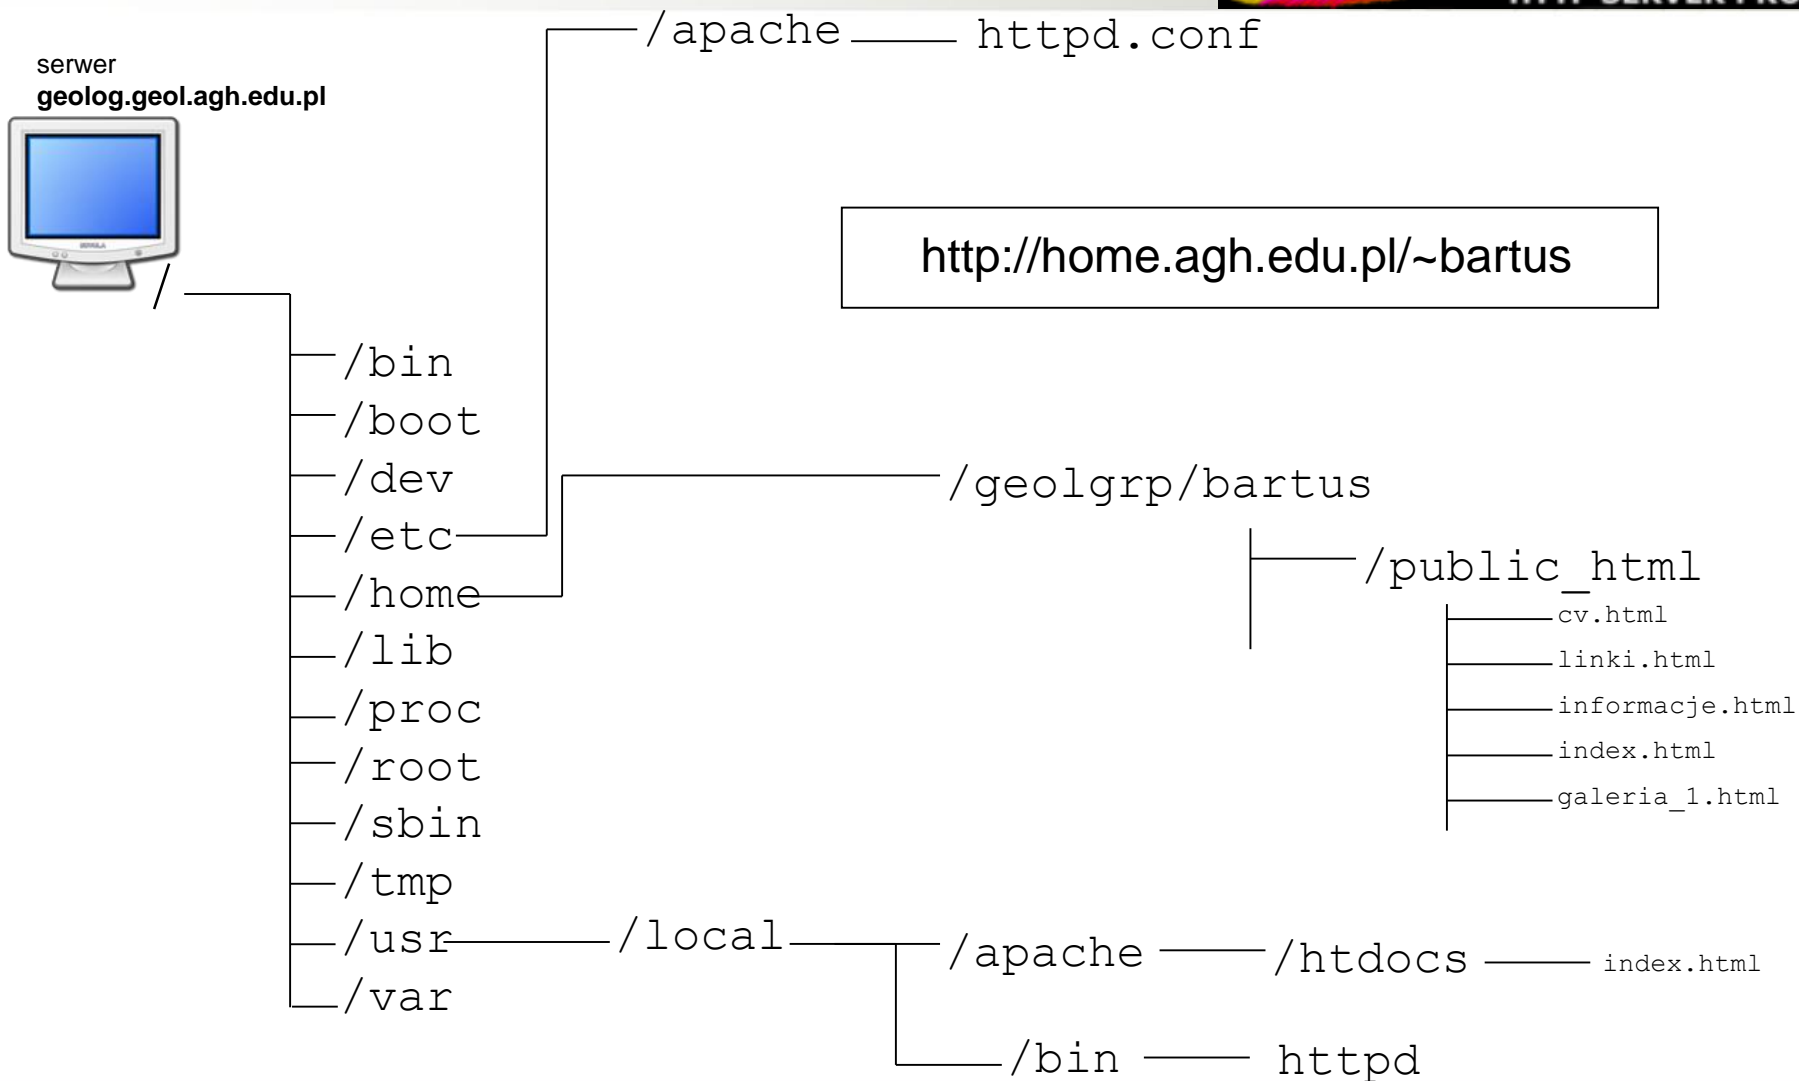 /apache httpd.conf
serwer
geolog.geol.agh.edu.pl
/
http://home.agh.edu.pl/~bartus
/bin
/boot
/dev
/etc
/home
/lib
/proc
/root
/sbin
/tmp
/usr
/var
/geolgrp/bartus
/public_html
cv.html
linki.html
informacje.html
index.html
galeria_1.html
/local
/apache /htdocs index.html
/bin httpd